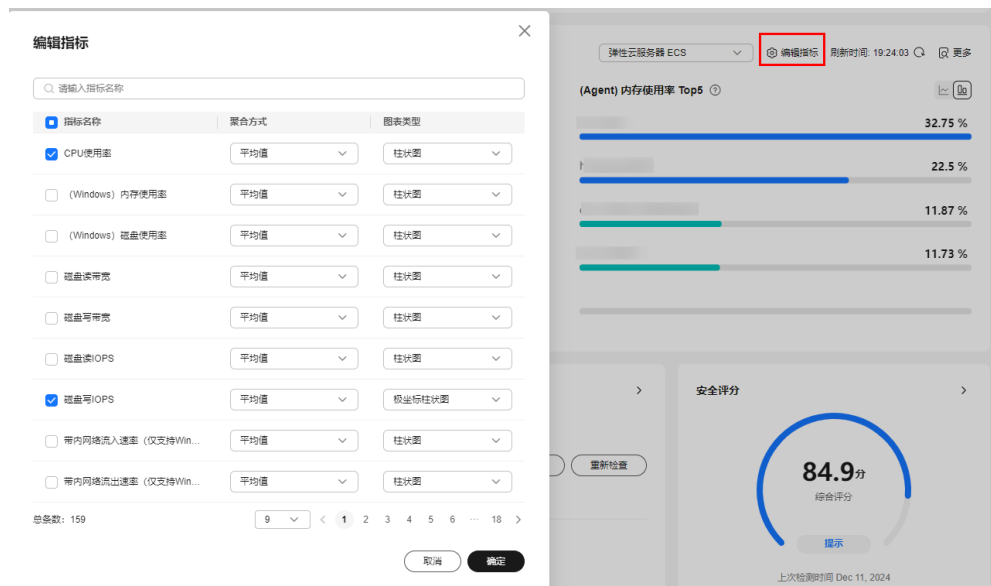 编辑指标
请输入指标名称
指标名称 聚合方式 图表类型
CPU使用率 平均值 柱状图
（Windows）内存使用率 平均值 柱状图
（Windows）磁盘使用率 平均值 柱状图
磁盘读带宽 平均值 柱状图
磁盘写带宽 平均值 柱状图
磁盘读IOPS 平均值 柱状图
磁盘写IOPS 平均值 极坐标柱状图
带内网络流入速率（仅支持Win... 平均值 柱状图
带内网络流出速率（仅支持Win... 平均值 柱状图
总条数：159 9 < 1 2 3 4 5 6 ... 18 >
取消 确定
弹性云服务器 ECS 编辑指标 刷新时间: 19:24:03 更多
(Agent) 内存使用率 Top5
32.75 %
22.5 %
11.87 %
11.73 %
重新检查
安全评分
84.9分
综合评分
提示
上次检测时间 Dec 11, 2024